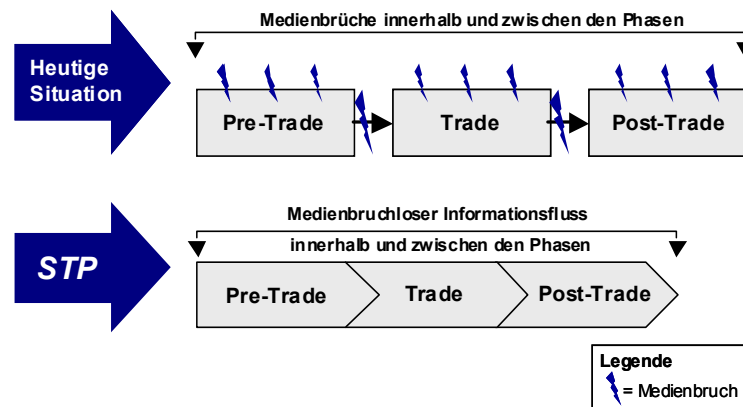 Medienbrüche innerhalb und zwischen den Phasen
Heutige
Situation
Pre-Trade
Trade
Post-Trade
Medienbruchloser Informationsfluss
innerhalb und zwischen den Phasen
STP
Pre-Trade
Trade
Post-Trade
Legende
= Medienbruch